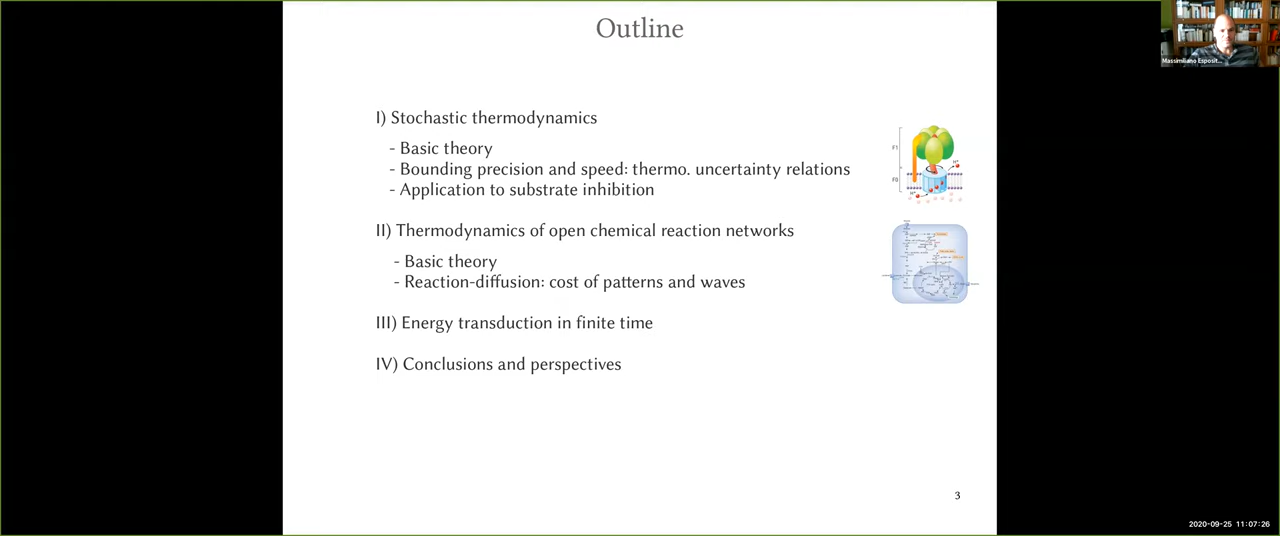 Outline
Massimiliano Esposit...
I) Stochastic thermodynamics
- Basic theory
- Bounding precision and speed: thermo. uncertainty relations
- Application to substrate inhibition
F1
H⁺
F0
H⁺
II) Thermodynamics of open chemical reaction networks
- Basic theory
- Reaction-diffusion: cost of patterns and waves
III) Energy transduction in finite time
IV) Conclusions and perspectives
3
2020-09-25 11:07:26